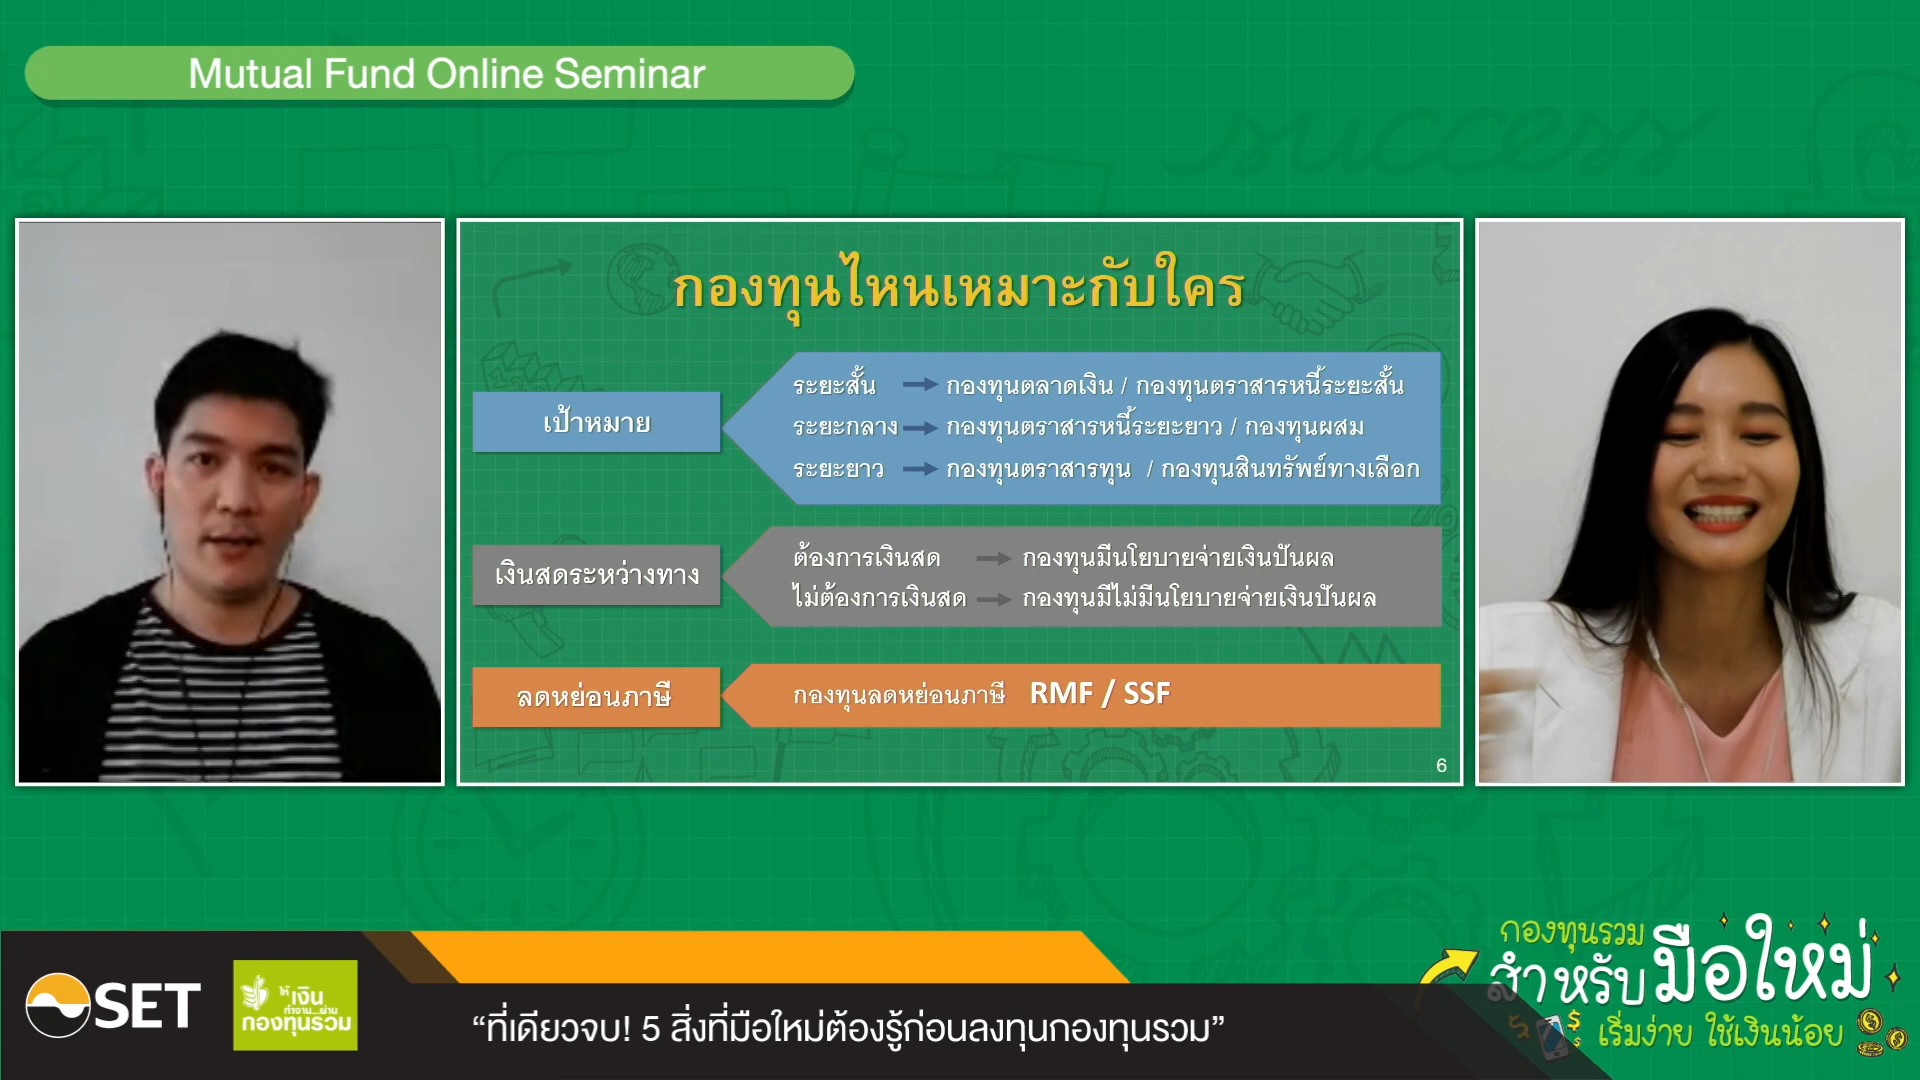 Mutual Fund Online Seminar
success
กองทุนไหนเหมาะกับใคร
เป้าหมาย
ระยะสั้น → กองทุนตลาดเงิน / กองทุนตราสารหนี้ระยะสั้น
ระยะกลาง → กองทุนตราสารหนี้ระยะยาว / กองทุนผสม
ระยะยาว → กองทุนตราสารทุน / กองทุนสินทรัพย์ทางเลือก
เงินสดระหว่างทาง
ต้องการเงินสด → กองทุนมีนโยบายจ่ายเงินปันผล
ไม่ต้องการเงินสด → กองทุนมีไม่มีนโยบายจ่ายเงินปันผล
ลดหย่อนภาษี
กองทุนลดหย่อนภาษี RMF / SSF
6
SET
ให้เงิน
ทำงาน...ผ่าน
กองทุนรวม
“ที่เดียวจบ! 5 สิ่งที่มือใหม่ต้องรู้ก่อนลงทุนกองทุนรวม”
กองทุนรวม
สำหรับมือใหม่
เริ่มง่าย ใช้เงินน้อย